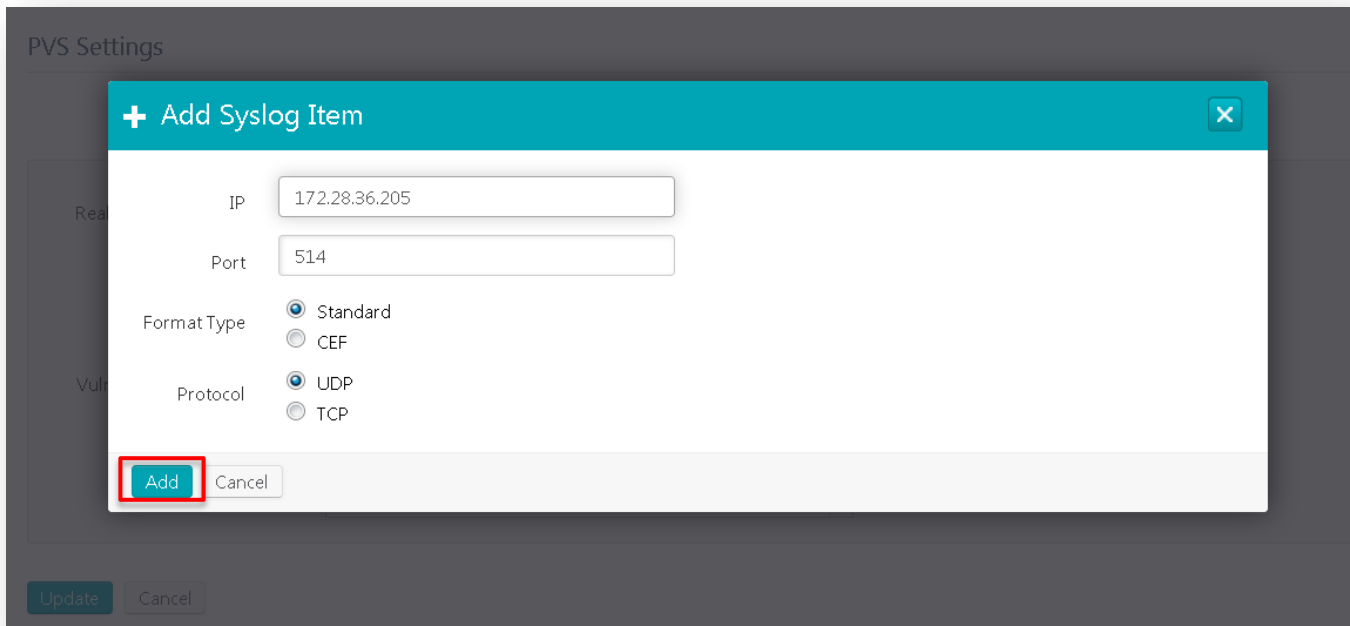 PVS Settings
Add Syslog Item
IP 172.28.36.205
Port 514
Format Type Standard
CEF
Protocol UDP
TCP
Add Cancel
Update Cancel